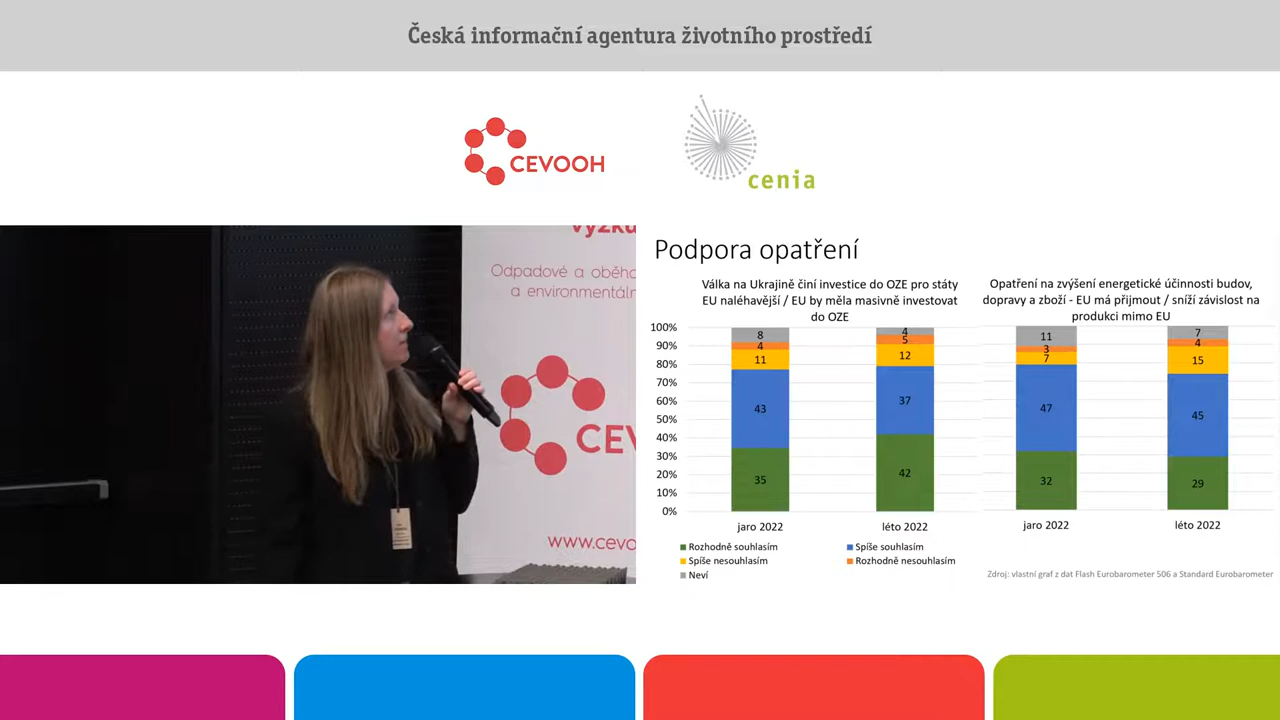 Česká informační agentura životního prostředí
CEVOOH
cenia
Odpadové a oběho
a environmentáln
CEV
www.cevo
Podpora opatření
Válka na Ukrajině činí investice do OZE pro státy
EU naléhavější / EU by měla masivně investovat
do OZE
100%
90%
80%
70%
60%
50%
40%
30%
20%
10%
0%
8
4
11
43
35
4
5
12
37
42
jaro 2022
léto 2022
Opatření na zvýšení energetické účinnosti budov,
dopravy a zboží - EU má přijmout / sníží závislost na
produkci mimo EU
11
3
7
47
32
7
4
15
45
29
jaro 2022
léto 2022
Rozhodně souhlasím
Spíše souhlasím
Spíše nesouhlasím
Rozhodně nesouhlasím
Neví
Zdroj: vlastní graf z dat Flash Eurobarometer 506 a Standard Eurobarometer